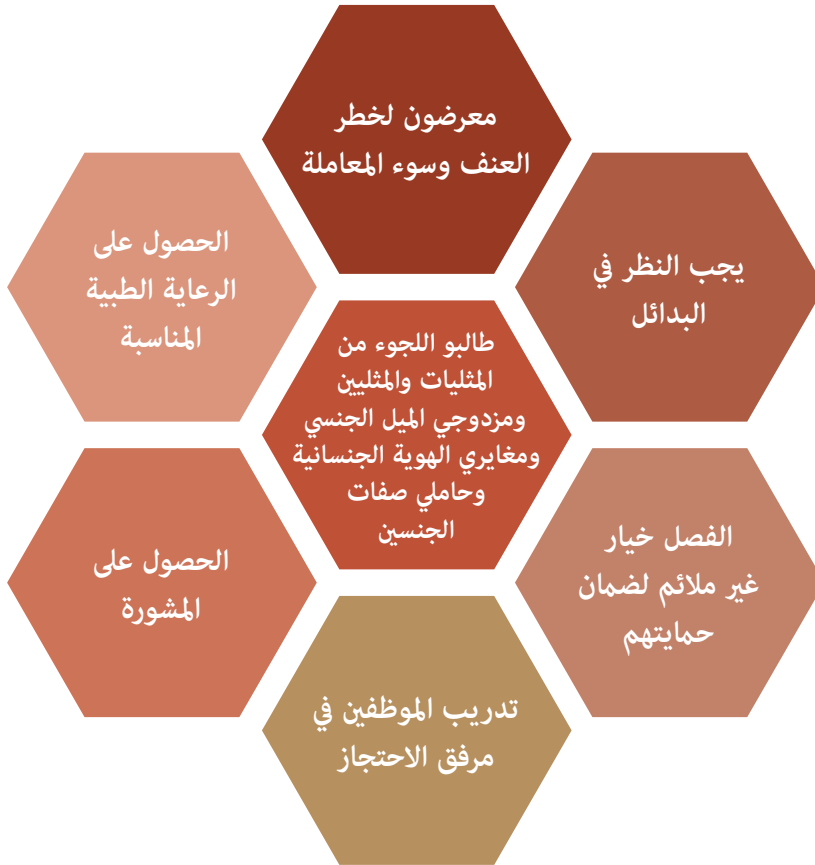 معرضون لخطر
العنف وسوء المعاملة
يجب النظر في
البدائل
الحصول على
الرعاية الطبية
المناسبة
طالبو اللجوء من
المثليات والمثليين
ومزدوجي الميل الجنسي
ومغايري الهوية الجنسانية
وحاملي صفات
الجنسين
الفصل خيار
غير ملائم لضمان
حمايتهم
الحصول على
المشورة
تدريب الموظفين في
مرفق الاحتجاز